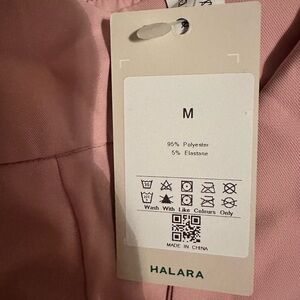 M
95% Polyester
5% Elastane
Wash With Like Colours Only
MADE IN CHINA
HALARA